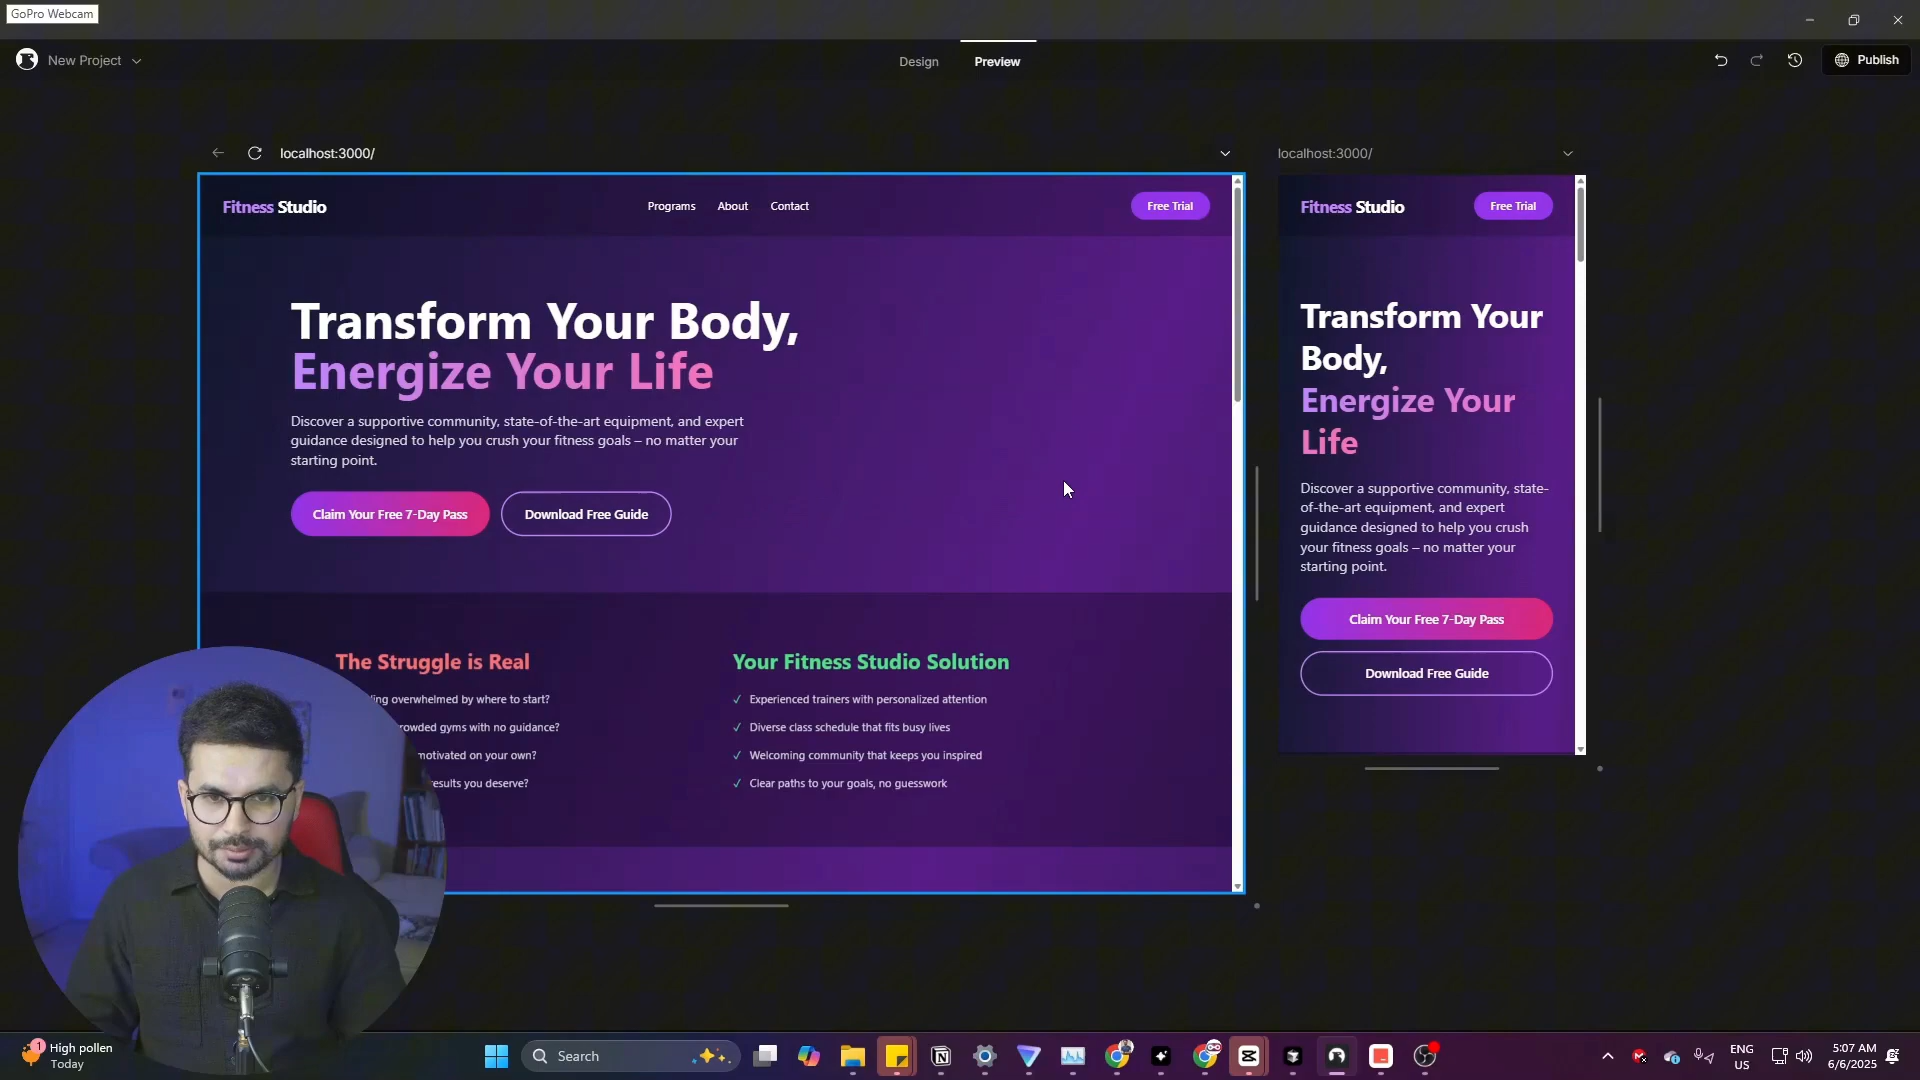 GoPro Webcam
New Project
Design
Preview
Publish
localhost:3000/
Fitness Studio
Programs
About
Contact
Free Trial
Transform Your Body,
Energize Your Life
Discover a supportive community, state-of-the-art equipment, and expert
guidance designed to help you crush your fitness goals – no matter your
starting point.
Claim Your Free 7-Day Pass
Download Free Guide
The Struggle is Real
overwhelmed by where to start?
gyms with no guidance?
motivated on your own?
you deserve?
Your Fitness Studio Solution
✓ Experienced trainers with personalized attention
✓ Diverse class schedule that fits busy lives
✓ Welcoming community that keeps you inspired
✓ Clear paths to your goals, no guesswork
localhost:3000/
Fitness Studio
Free Trial
Transform Your
Body,
Energize Your
Life
Discover a supportive community, state-
of-the-art equipment, and expert
guidance designed to help you crush
your fitness goals – no matter your
starting point.
Claim Your Free 7-Day Pass
Download Free Guide
1
High pollen
Today
Search
ENG
US
5:07 AM
6/6/2025